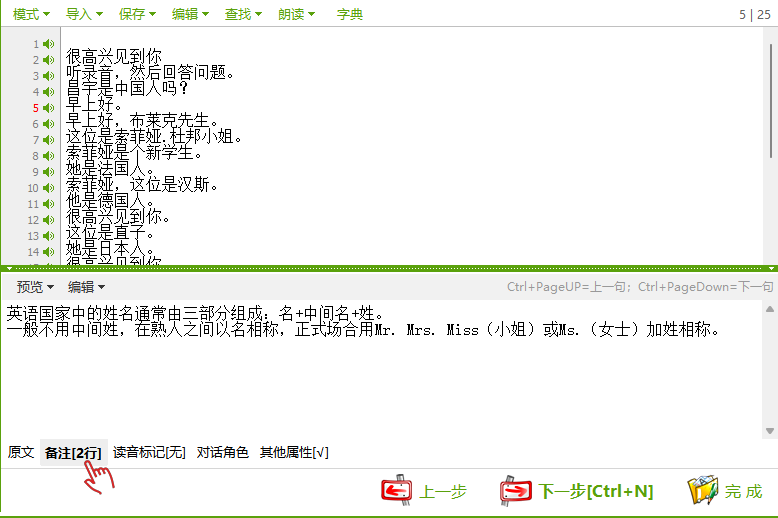 模式 导入 保存 编辑 查找 朗读 字典 5 | 25
1
2 很高兴见到你
3 听录音，然后回答问题。
4 昌宇是中国人吗？
5 早上好。
6 早上好，布莱克先生。
7 这位是索菲娅.杜邦小姐。
8 索菲娅是个新学生。
9 她是法国人。
10 索菲娅，这位是汉斯。
11 他是德国人。
12 很高兴见到你。
13 这位是直子。
14 她是日本人。
很高兴见到你
预览 编辑 Ctrl+PageUP=上一句；Ctrl+PageDown=下一句
英语国家中的姓名通常由三部分组成：名+中间名+姓。
一般不用中间姓，在熟人之间以名相称，正式场合用Mr. Mrs. Miss（小姐）或Ms.（女士）加姓相称。
原文 备注[2行] 读音标记[无] 对话角色 其他属性[√]
上一步 下一步[Ctrl+N] 完 成